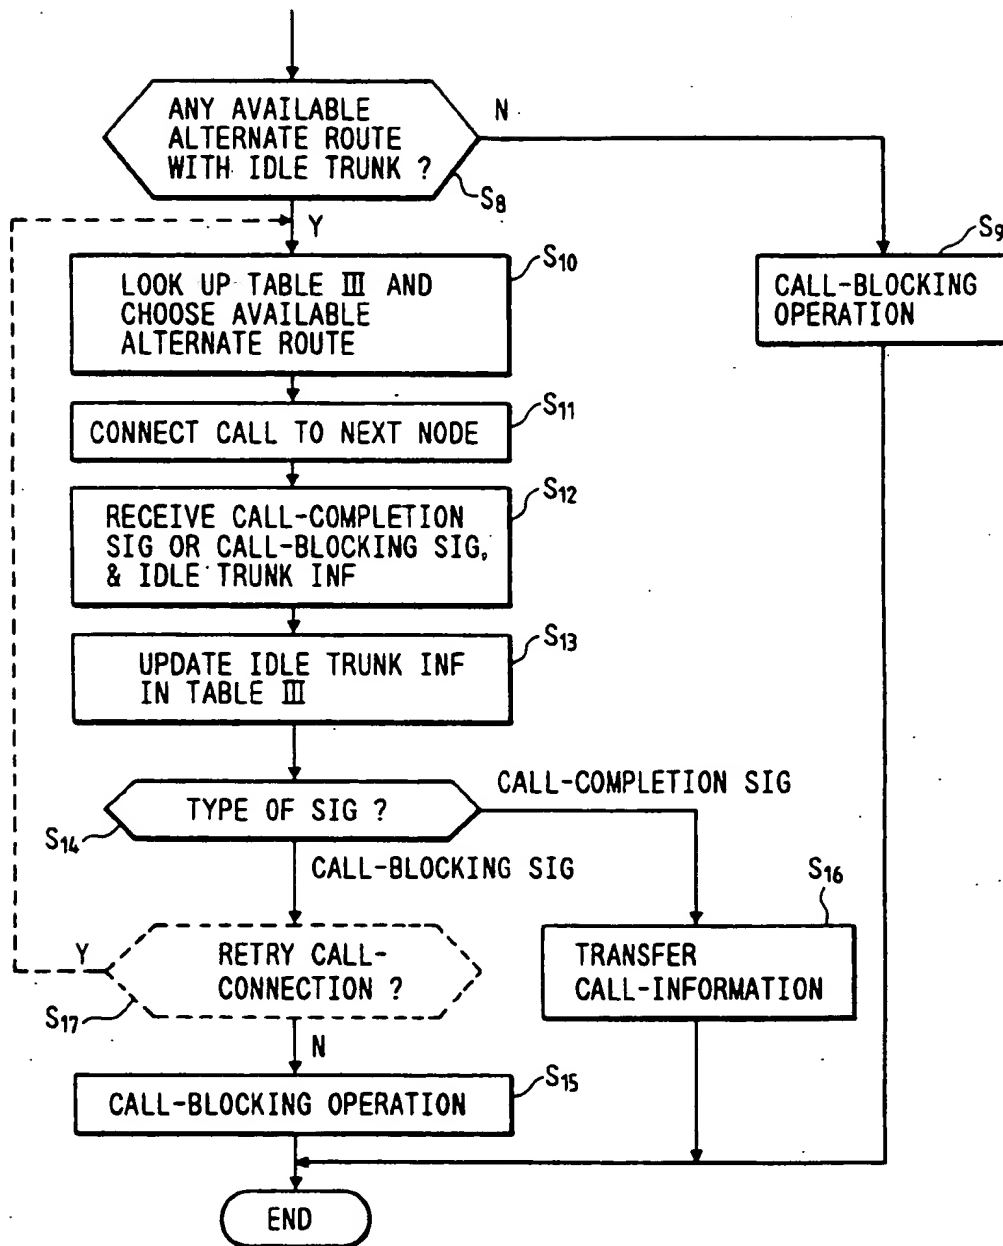 ANY AVAILABLE
ALTERNATE ROUTE
WITH IDLE TRUNK ?
N
S8
Y
S9
CALL-BLOCKING
OPERATION
S10
LOOK UP TABLE III AND
CHOOSE AVAILABLE
ALTERNATE ROUTE
S11
CONNECT CALL TO NEXT NODE
S12
RECEIVE CALL-COMPLETION
SIG OR CALL-BLOCKING SIG,
& IDLE TRUNK INF
S13
UPDATE IDLE TRUNK INF
IN TABLE III
TYPE OF SIG ?
CALL-COMPLETION SIG
S14
CALL-BLOCKING SIG
S16
TRANSFER
CALL-INFORMATION
Y
RETRY CALL-
CONNECTION ?
S17
N
S15
CALL-BLOCKING OPERATION
END